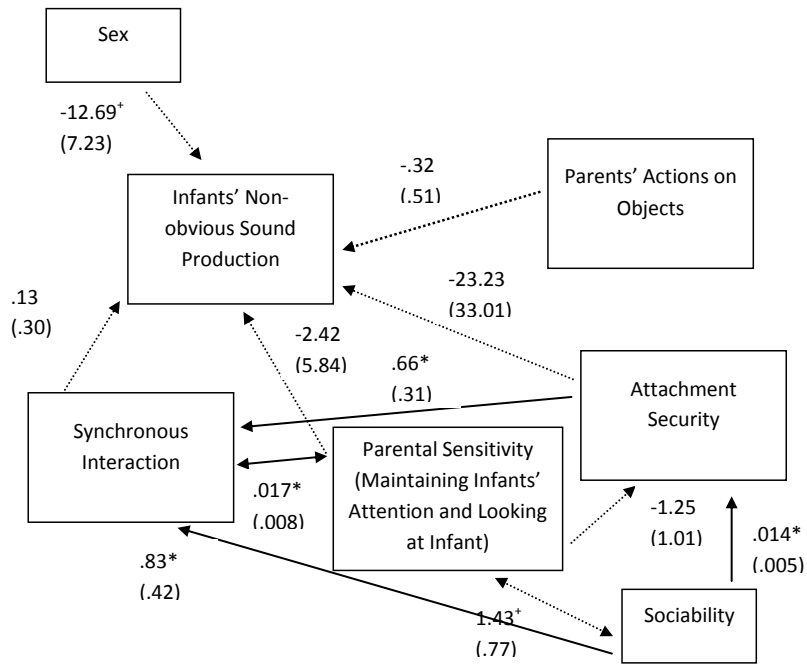 Sex
-12.69⁺
(7.23)
Infants’ Non-
obvious Sound
Production
-.32
(.51)
Parents’ Actions on
Objects
.13
(.30)
-2.42
(5.84)
-23.23
(33.01)
.66*
(.31)
Attachment
Security
Synchronous
Interaction
Parental Sensitivity
(Maintaining Infants’
Attention and Looking
at Infant)
.017*
(.008)
-1.25
(1.01)
.014*
(.005)
.83*
(.42)
1.43⁺
(.77)
Sociability